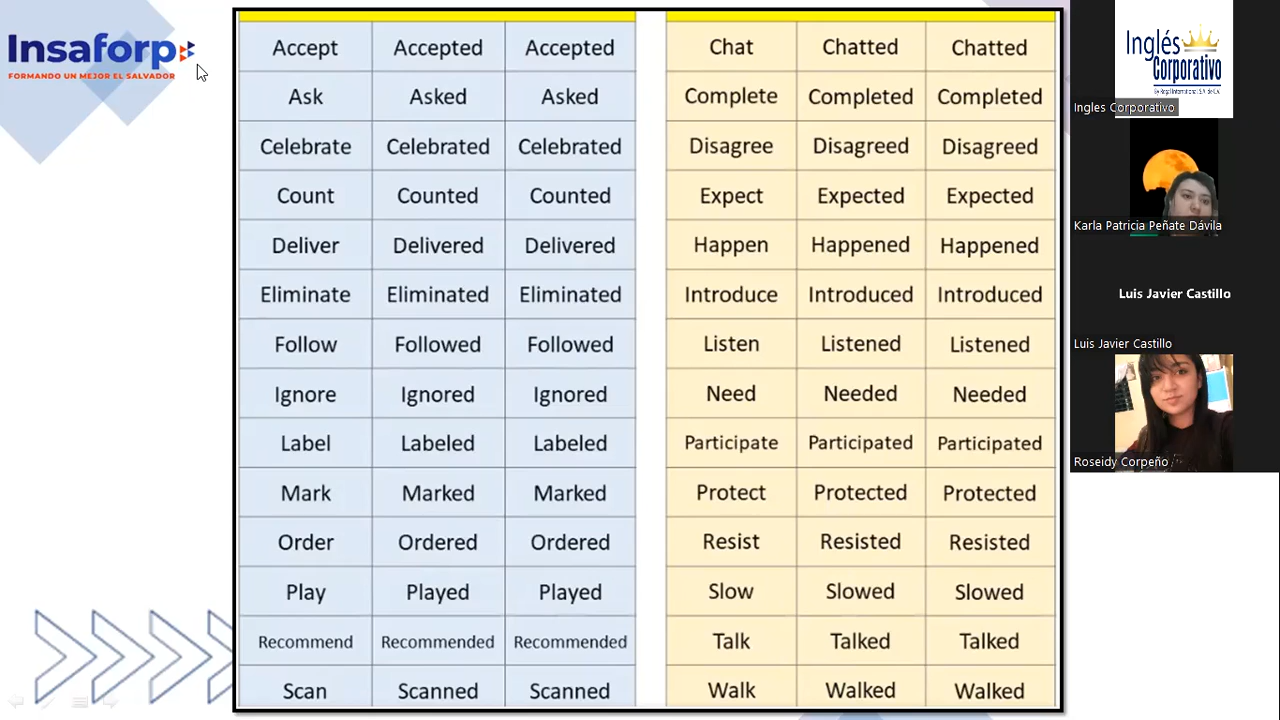 Insaforp
FORMANDO UN MEJOR EL SALVADOR
Accept Accepted Accepted
Ask Asked Asked
Celebrate Celebrated Celebrated
Count Counted Counted
Deliver Delivered Delivered
Eliminate Eliminated Eliminated
Follow Followed Followed
Ignore Ignored Ignored
Label Labeled Labeled
Mark Marked Marked
Order Ordered Ordered
Play Played Played
Recommend Recommended Recommended
Scan Scanned Scanned
Chat Chatted Chatted
Complete Completed Completed
Disagree Disagreed Disagreed
Expect Expected Expected
Happen Happened Happened
Introduce Introduced Introduced
Listen Listened Listened
Need Needed Needed
Participate Participated Participated
Protect Protected Protected
Resist Resisted Resisted
Slow Slowed Slowed
Talk Talked Talked
Walk Walked Walked
Inglés
Corporativo
by Regal International S.A. de C.V.
Ingles Corporativo
Karla Patricia Peñate Dávila
Luis Javier Castillo
Luis Javier Castillo
Roseidy Corpeño